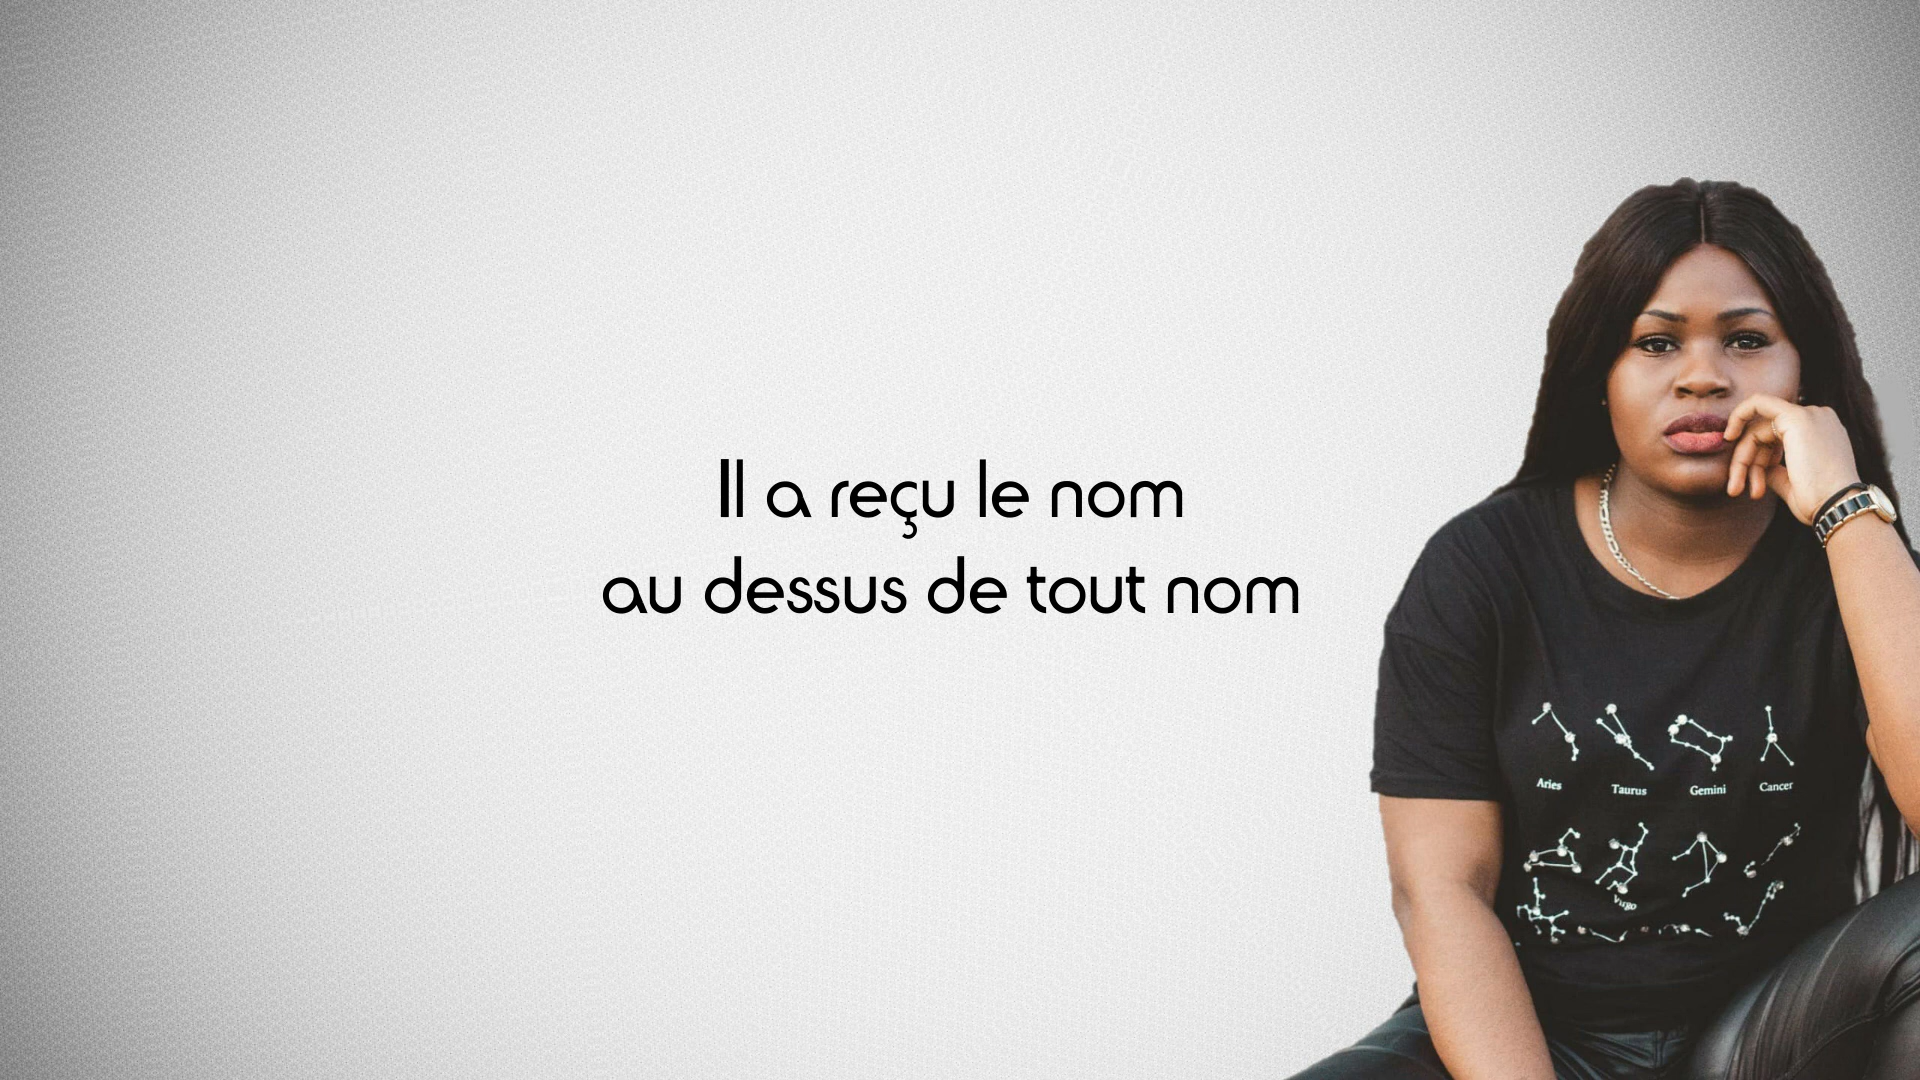 Il a reçu le nom
au dessus de tout nom
Aries
Taurus
Gemini
Cancer
Virgo